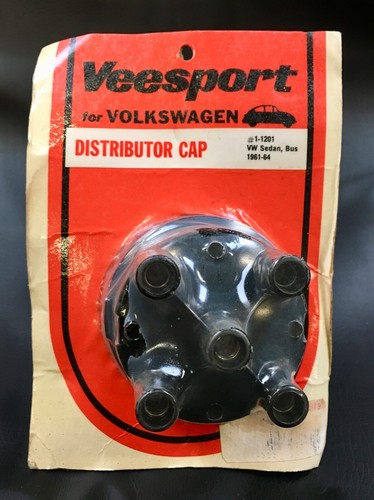 Veesport
for VOLKSWAGEN
DISTRIBUTOR CAP
#1-1201
VW Sedan, Bus
1961-64